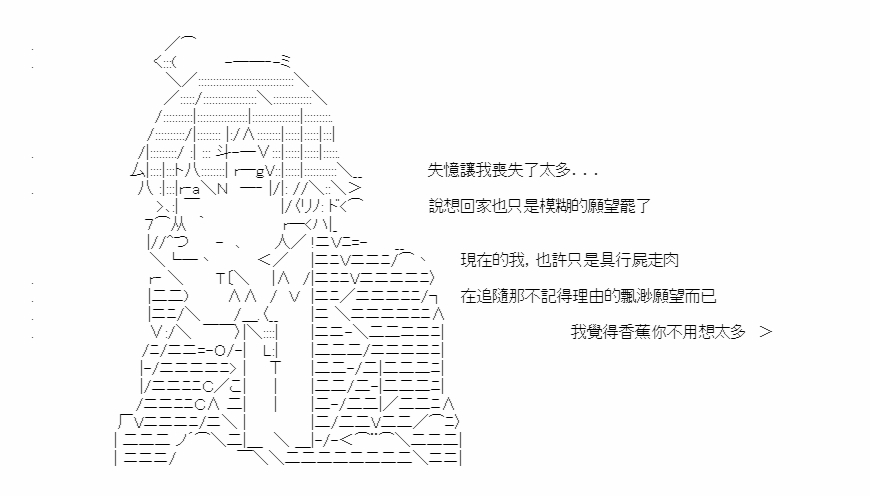 失憶讓我喪失了太多...
說想回家也只是模糊的願望罷了
現在的我, 也許只是具行屍走肉
在追隨那不記得理由的飄渺願望而已
我覺得香蕉你不用想太多 ＞